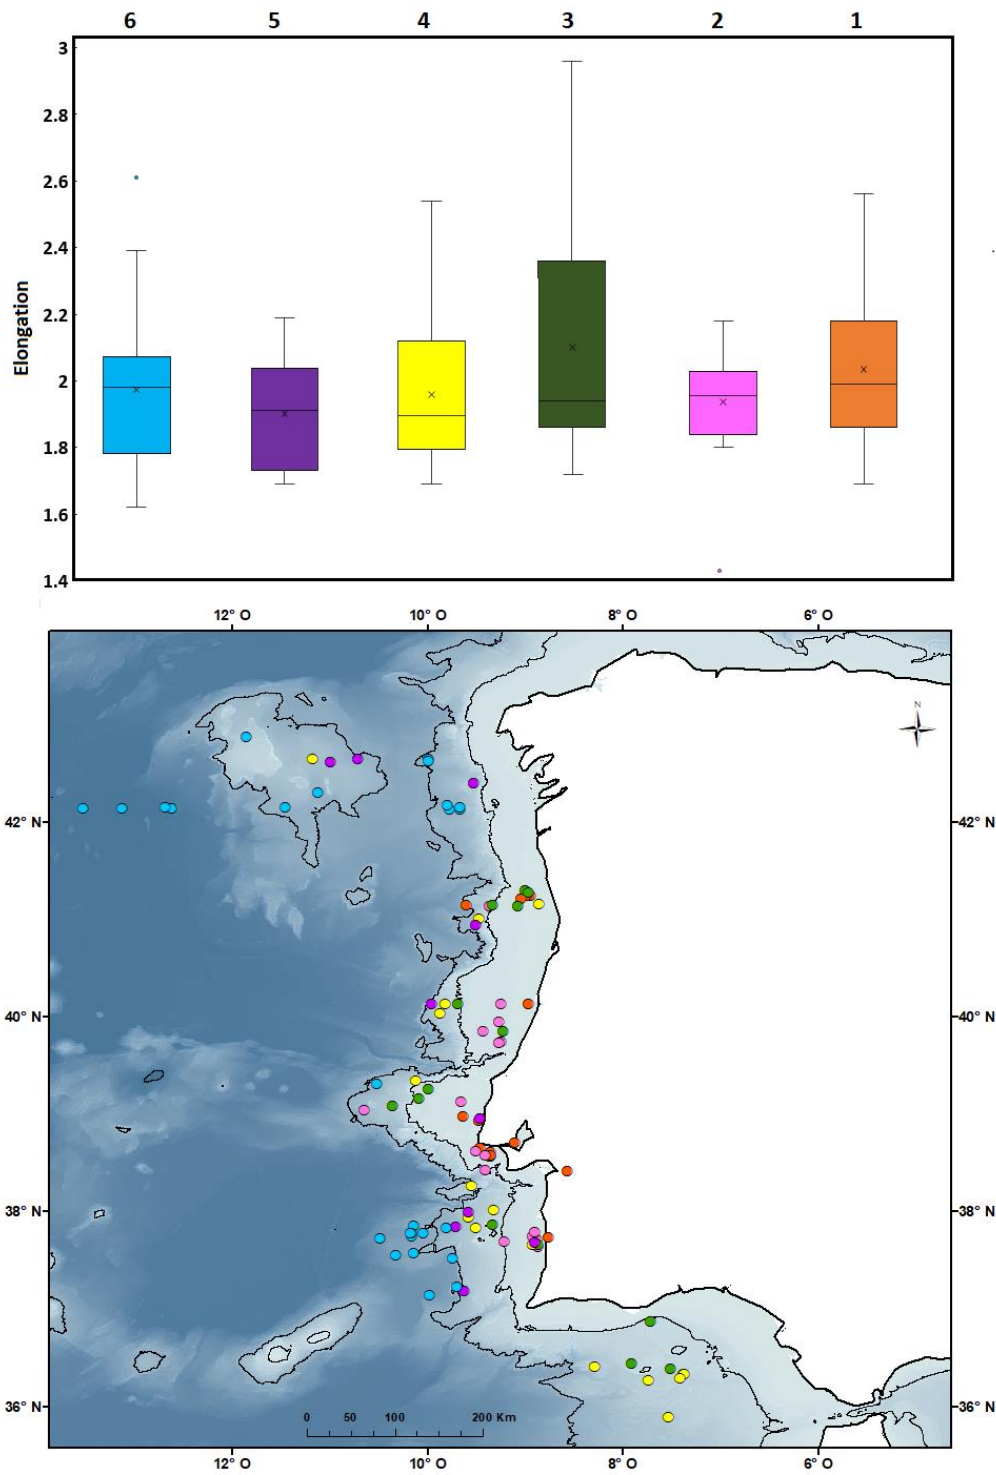 6 5 4 3 2 1
3
2.8
2.6
2.4
2.2
2
1.8
1.6
1.4
Elongation
12° O 10° O 8° O 6° O
N
42° N 42° N
40° N 40° N
38° N 38° N
36° N 36° N
0 50 100 200 Km
12° O 10° O 8° O 6° O